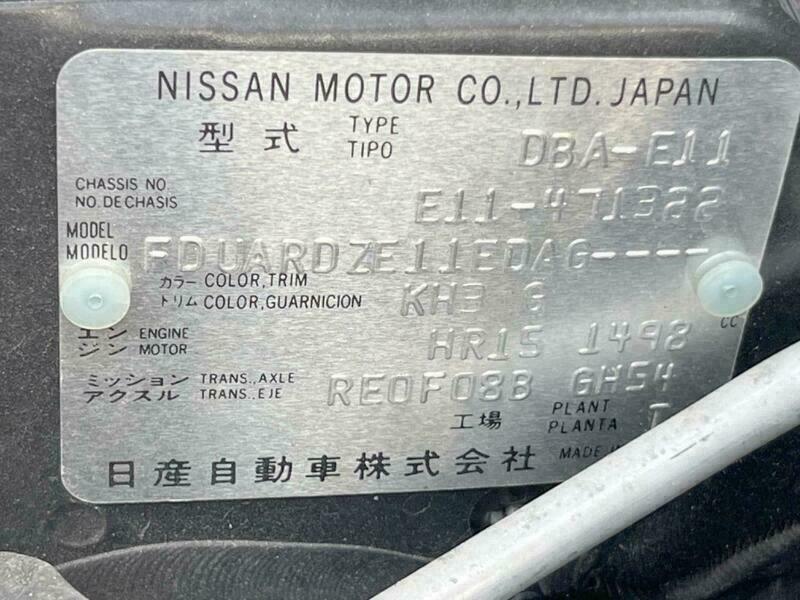 NISSAN MOTOR CO.,LTD. JAPAN
型式 TYPE TIPO DBA-E11
CHASSIS NO.
NO. DE CHASIS E11-471322
MODEL
MODELO FDUARDZE11EDAG----
カラー COLOR,TRIM
トリム COLOR,GUARNICION KH3 G
エン ENGINE
ジン MOTOR HR15 1498 CC
ミッション TRANS.,AXLE
アクスル TRANS.,EJE RE0F08B GH54
工場 PLANT PLANTA
日産自動車株式会社 MADE